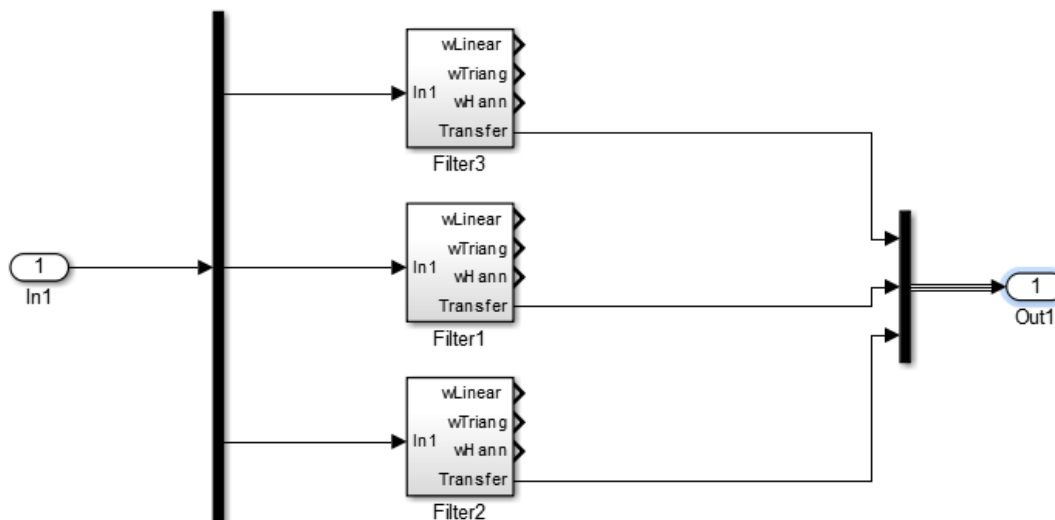 wLinear
wTriang
In1
wHann
Transfer
Filter3
wLinear
wTriang
1
In1
wHann
In1
Transfer
Filter1
1
Out1
wLinear
wTriang
In1
wHann
Transfer
Filter2